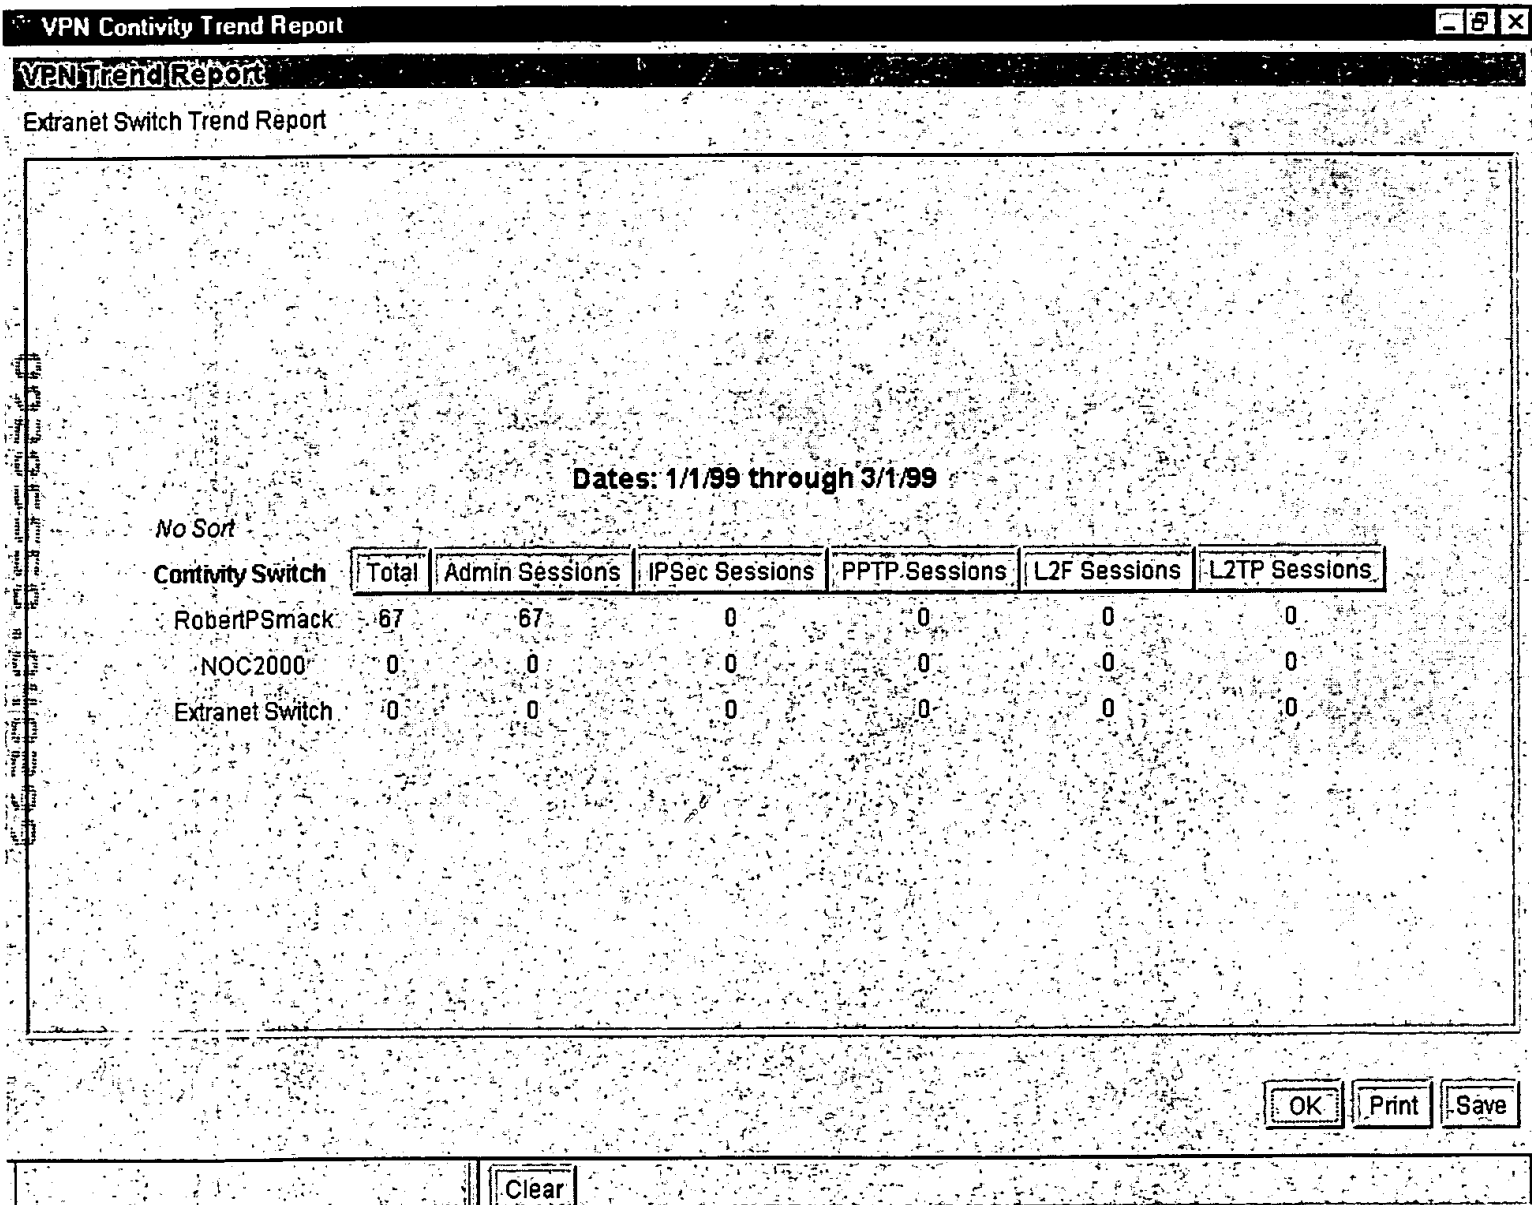 VPN Contivity Trend Report
VPN Trend Report
Extranet Switch Trend Report
Dates: 1/1/99 through 3/1/99
No Sort
Contivity Switch Total Admin Sessions IPSec Sessions PPTP Sessions L2F Sessions L2TP Sessions
RobertPSmack 67 67 0 0 0 0
NOC2000 0 0 0 0 0 0
Extranet Switch 0 0 0 0 0 0
OK Print Save
Clear